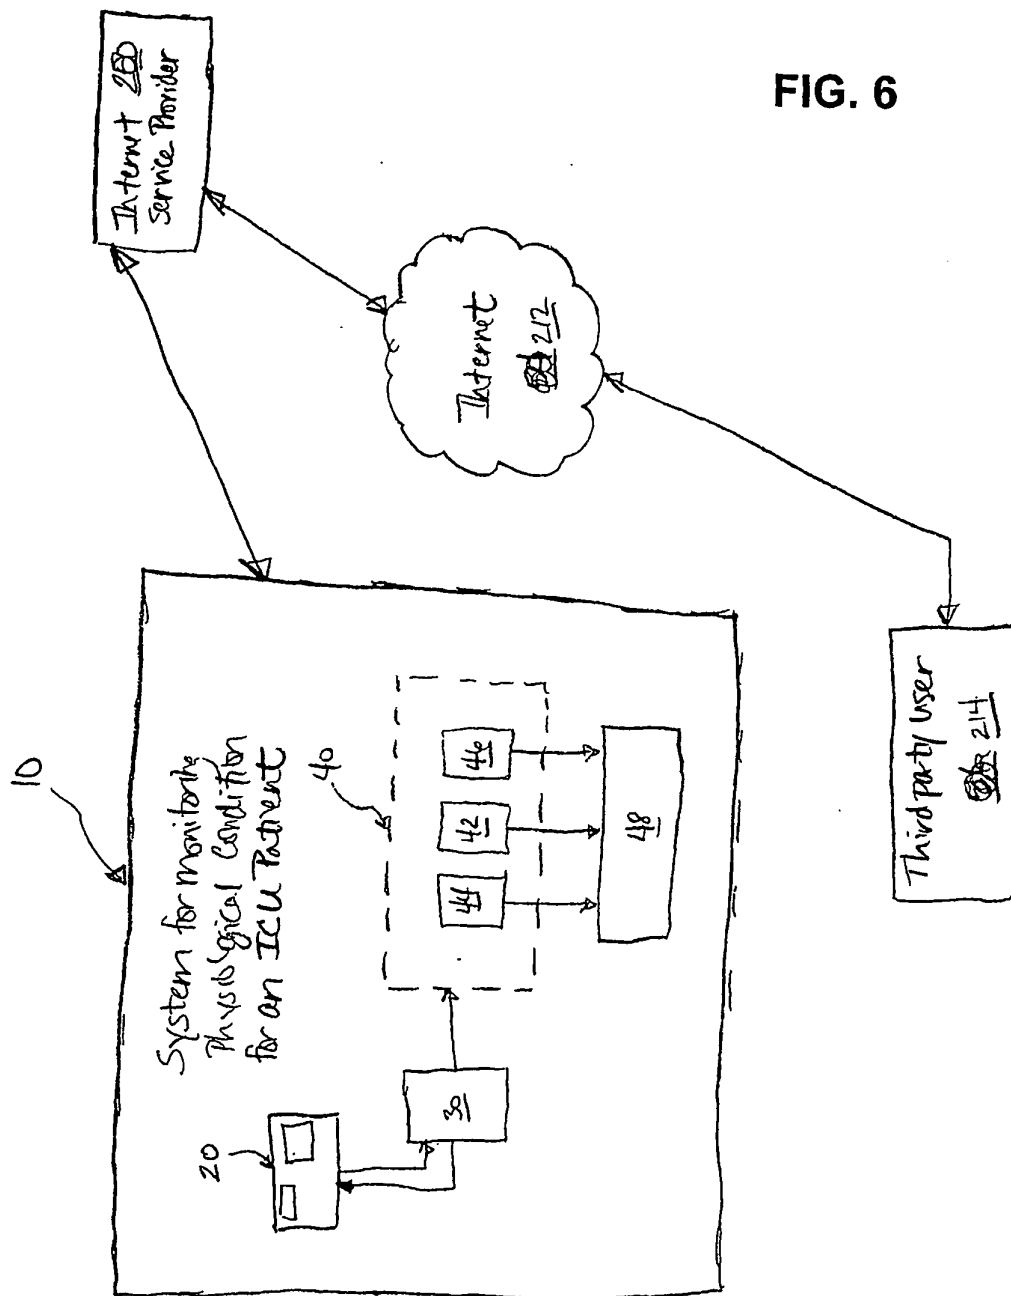 FIG. 6
10
System for monitoring
Physiological Condition
for an ICU Patient
20
30
40
44
42
46
48
Internet
Service Provider
Internet
212
Third party user
214